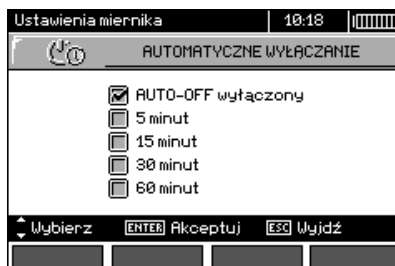 Ustawienia miernika 10:18
AUTOMATYCZNE WYŁĄCZANIE
AUTO-OFF wyłączony
5 minut
15 minut
30 minut
60 minut
Wybierz ENTER Akceptuj ESC Wyjdź